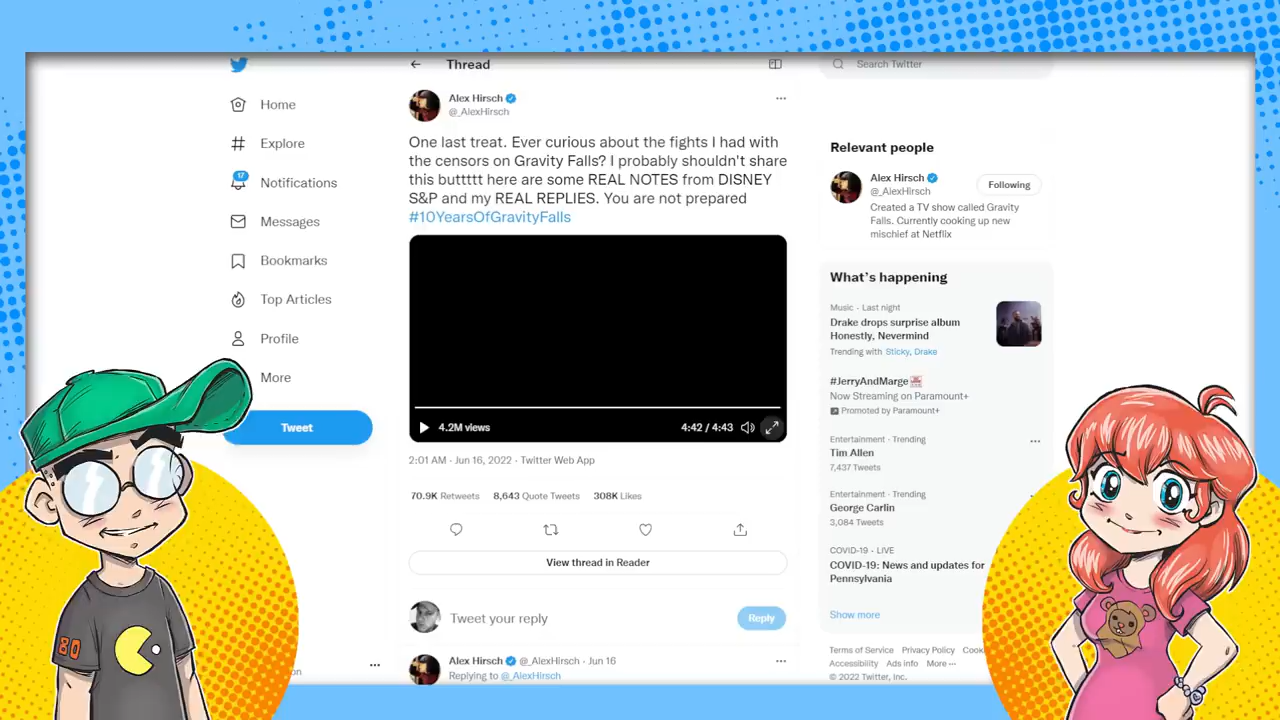 Thread
Search Twitter
Home
Explore
17
Notifications
Messages
Bookmarks
Top Articles
Profile
More
Tweet
Alex Hirsch
@_AlexHirsch
One last treat. Ever curious about the fights I had with
the censors on Gravity Falls? I probably shouldn't share
this buttttt here are some REAL NOTES from DISNEY
S&P and my REAL REPLIES. You are not prepared
#10YearsOfGravityFalls
4.2M views
4:42 / 4:43
2:01 AM · Jun 16, 2022 · Twitter Web App
70.9K Retweets 8,643 Quote Tweets 308K Likes
View thread in Reader
Tweet your reply
Reply
Alex Hirsch @_AlexHirsch · Jun 16
Replying to @_AlexHirsch
Relevant people
Alex Hirsch
@_AlexHirsch
Following
Created a TV show called Gravity
Falls. Currently cooking up new
mischief at Netflix
What's happening
Music · Last night
Drake drops surprise album
Honestly, Nevermind
Trending with Sticky, Drake
#JerryAndMarge
Now Streaming on Paramount+
Promoted by Paramount+
Entertainment · Trending
Tim Allen
7,437 Tweets
Entertainment · Trending
George Carlin
3,084 Tweets
COVID-19 · LIVE
COVID-19: News and updates for
Pennsylvania
Show more
Terms of Service Privacy Policy Cook
Accessibility Ads info More
© 2022 Twitter, Inc.
80
on